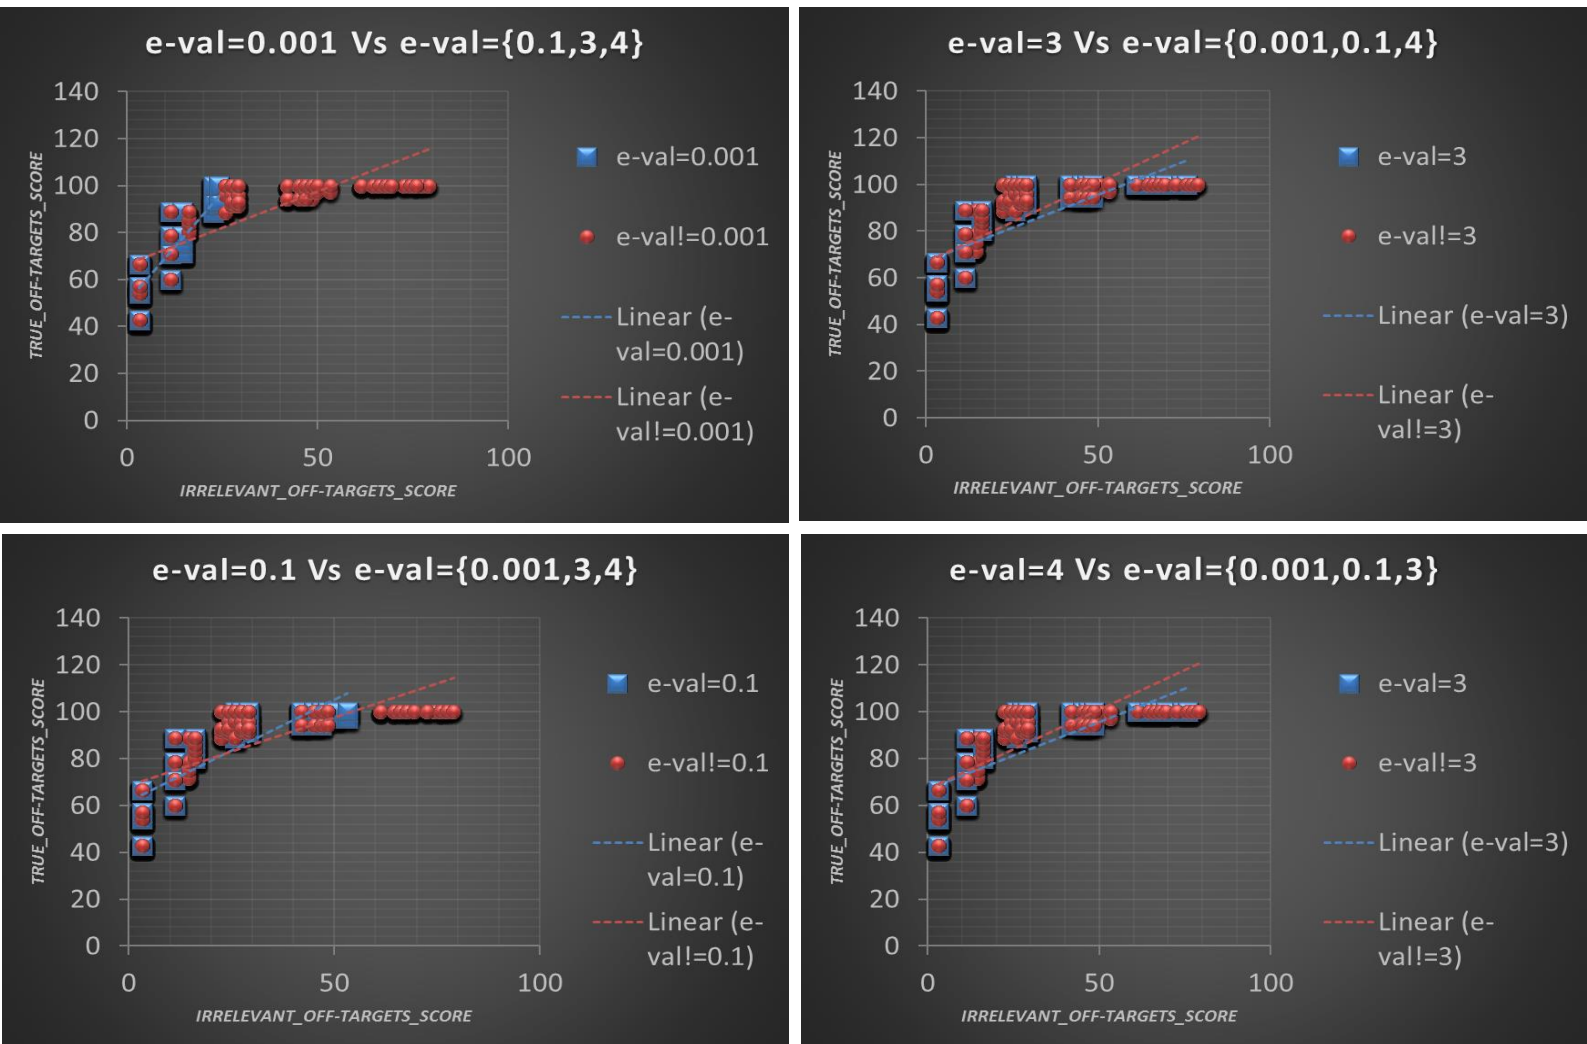 e-val=0.001 Vs e-val={0.1,3,4}
TRUE_OFF-TARGETS_SCORE
140
120
100
80
60
40
20
0
0
50
100
IRRELEVANT_OFF-TARGETS_SCORE
e-val=0.001
e-val!=0.001
Linear (e-
val=0.001)
Linear (e-
val!=0.001)
e-val=3 Vs e-val={0.001,0.1,4}
TRUE_OFF-TARGETS_SCORE
140
120
100
80
60
40
20
0
0
50
100
IRRELEVANT_OFF-TARGETS_SCORE
e-val=3
e-val!=3
Linear (e-val=3)
Linear (e-
val!=3)
e-val=0.1 Vs e-val={0.001,3,4}
TRUE_OFF-TARGETS_SCORE
140
120
100
80
60
40
20
0
0
50
100
IRRELEVANT_OFF-TARGETS_SCORE
e-val=0.1
e-val!=0.1
Linear (e-
val=0.1)
Linear (e-
val!=0.1)
e-val=4 Vs e-val={0.001,0.1,3}
TRUE_OFF-TARGETS_SCORE
140
120
100
80
60
40
20
0
0
50
100
IRRELEVANT_OFF-TARGETS_SCORE
e-val=3
e-val!=3
Linear (e-val=3)
Linear (e-
val!=3)